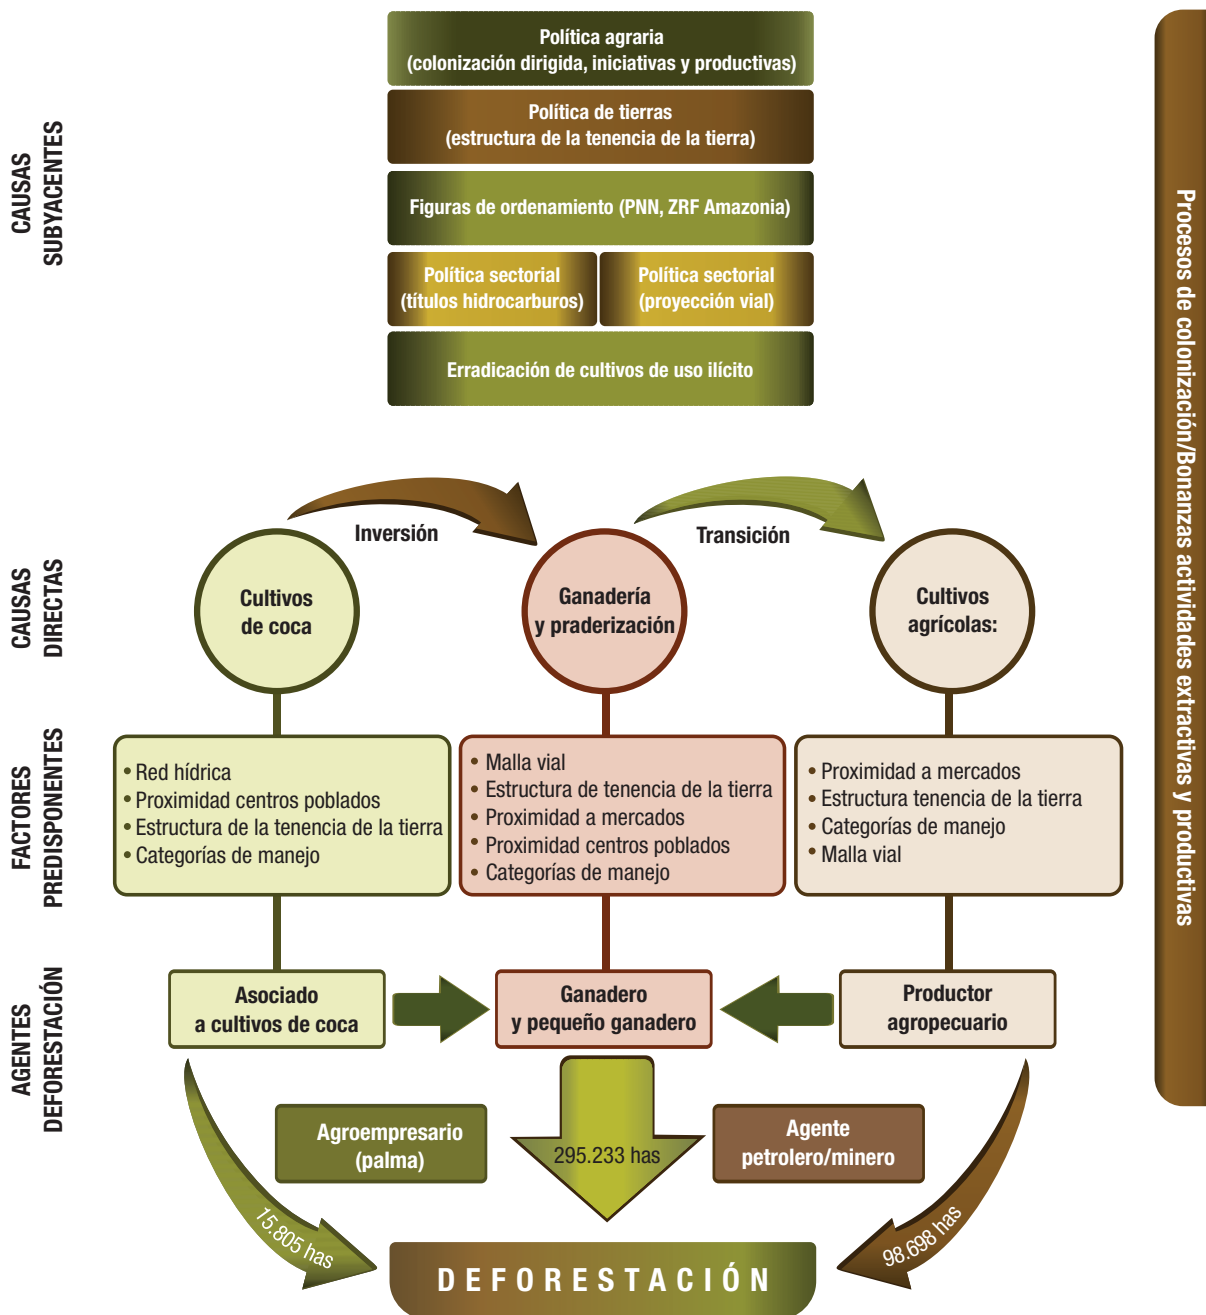 CAUSAS
SUBYACENTES
Política agraria
(colonización dirigida, iniciativas y productivas)
Política de tierras
(estructura de la tenencia de la tierra)
Figuras de ordenamiento (PNN, ZRF Amazonia)
Política sectorial
(títulos hidrocarburos)
Política sectorial
(proyección vial)
Erradicación de cultivos de uso ilícito
Procesos de colonización/Bonanzas actividades extractivas y productivas
CAUSAS
DIRECTAS
Inversión
Transición
Cultivos
de coca
Ganadería
y praderización
Cultivos
agrícolas:
FACTORES
PREDISPONENTES
• Red hídrica
• Proximidad centros poblados
• Estructura de la tenencia de la tierra
• Categorías de manejo
• Malla vial
• Estructura de tenencia de la tierra
• Proximidad a mercados
• Proximidad centros poblados
• Categorías de manejo
• Proximidad a mercados
• Estructura tenencia de la tierra
• Categorías de manejo
• Malla vial
AGENTES
DEFORESTACIÓN
Asociado
a cultivos de coca
Ganadero
y pequeño ganadero
Productor
agropecuario
Agroempresario
(palma)
295.233 has
Agente
petrolero/minero
15.805 has
98.698 has
DEFORESTACIÓN